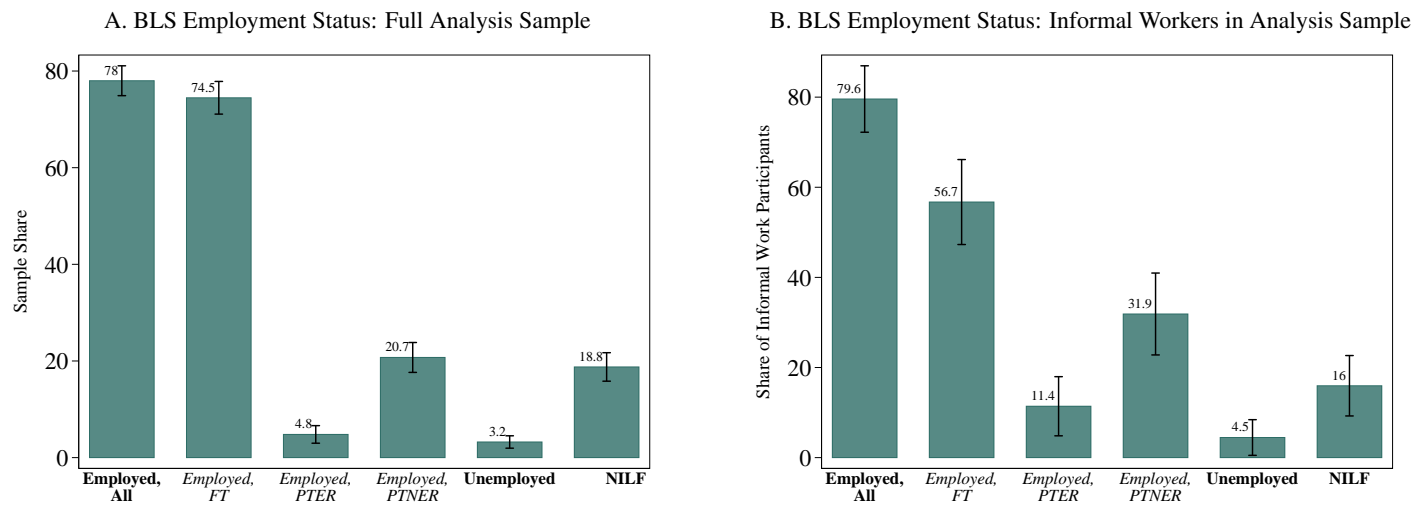 A. BLS Employment Status: Full Analysis Sample
Sample Share
80
60
40
20
0
78
74.5
4.8
20.7
3.2
18.8
Employed, All
Employed, FT
Employed, PTER
Employed, PTNER
Unemployed
NILF
B. BLS Employment Status: Informal Workers in Analysis Sample
Share of Informal Work Participants
80
60
40
20
0
79.6
56.7
11.4
31.9
4.5
16
Employed, All
Employed, FT
Employed, PTER
Employed, PTNER
Unemployed
NILF